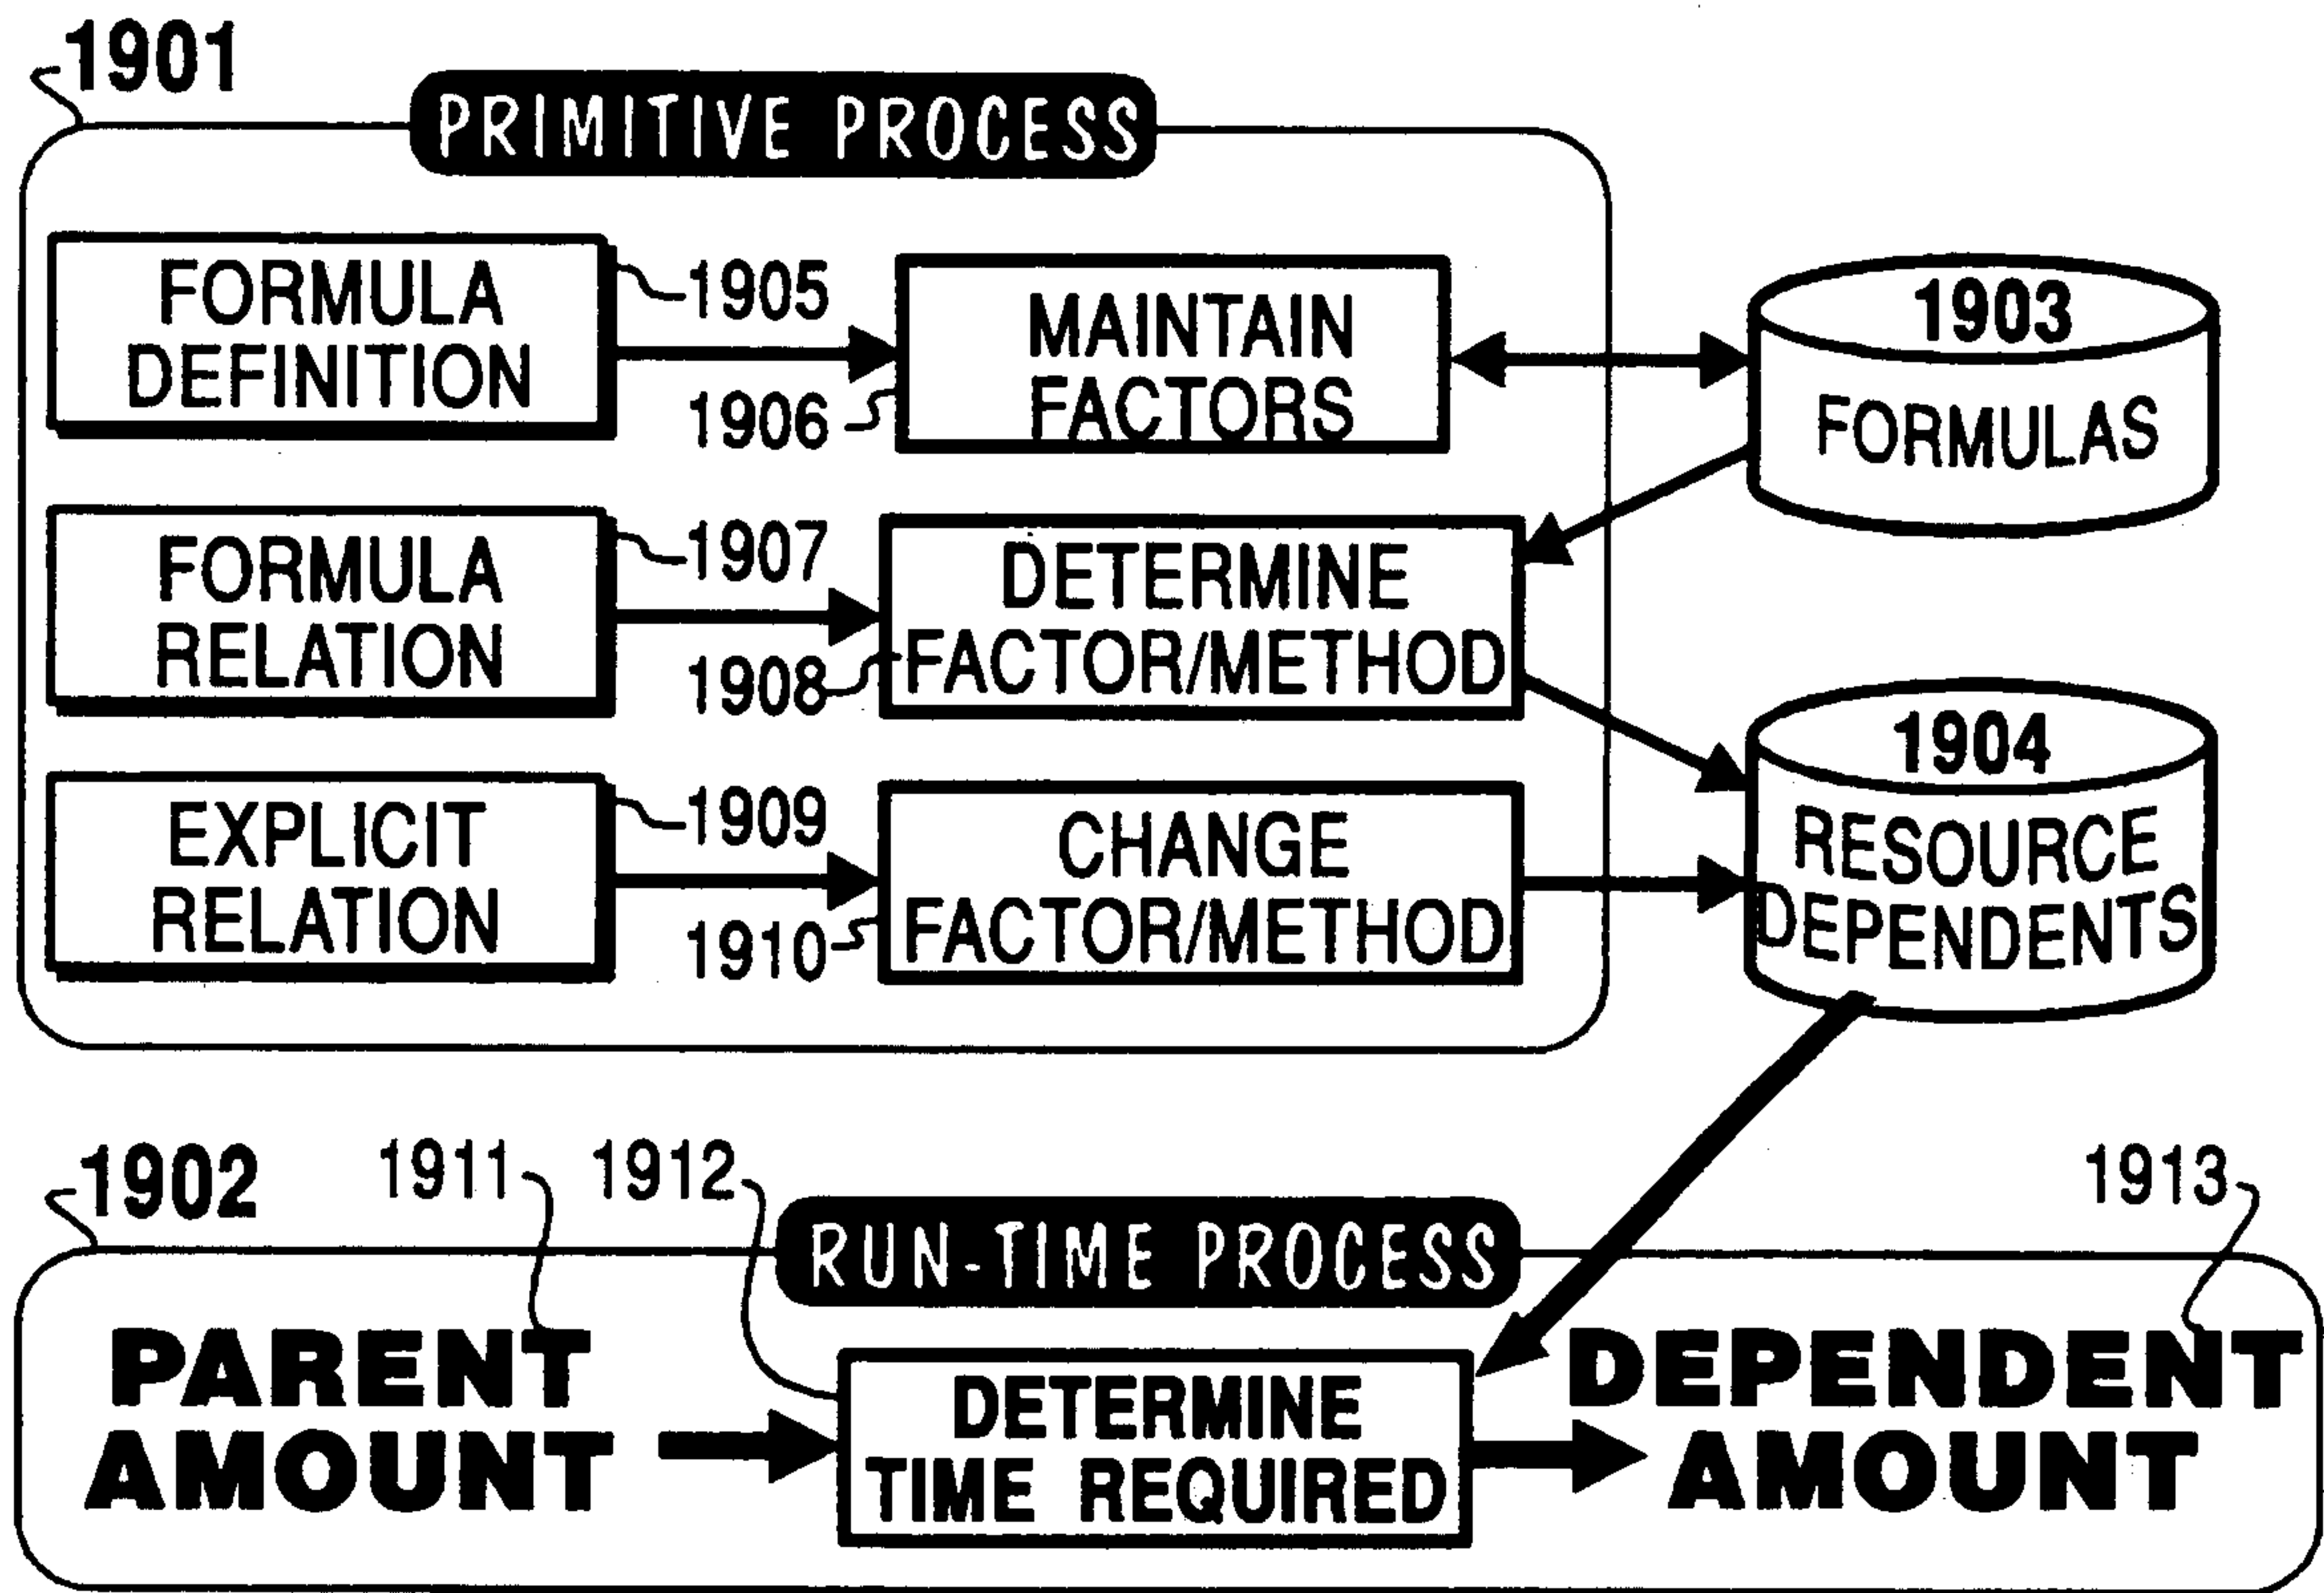 1901
PRIMITIVE PROCESS
FORMULA
DEFINITION
1905
1906
MAINTAIN
FACTORS
1903
FORMULAS
FORMULA
RELATION
1907
1908
DETERMINE
FACTOR/METHOD
EXPLICIT
RELATION
1909
1910
CHANGE
FACTOR/METHOD
1904
RESOURCE
DEPENDENTS
1902
1911
1912
RUN-TIME PROCESS
1913
PARENT
AMOUNT
DETERMINE
TIME REQUIRED
DEPENDENT
AMOUNT